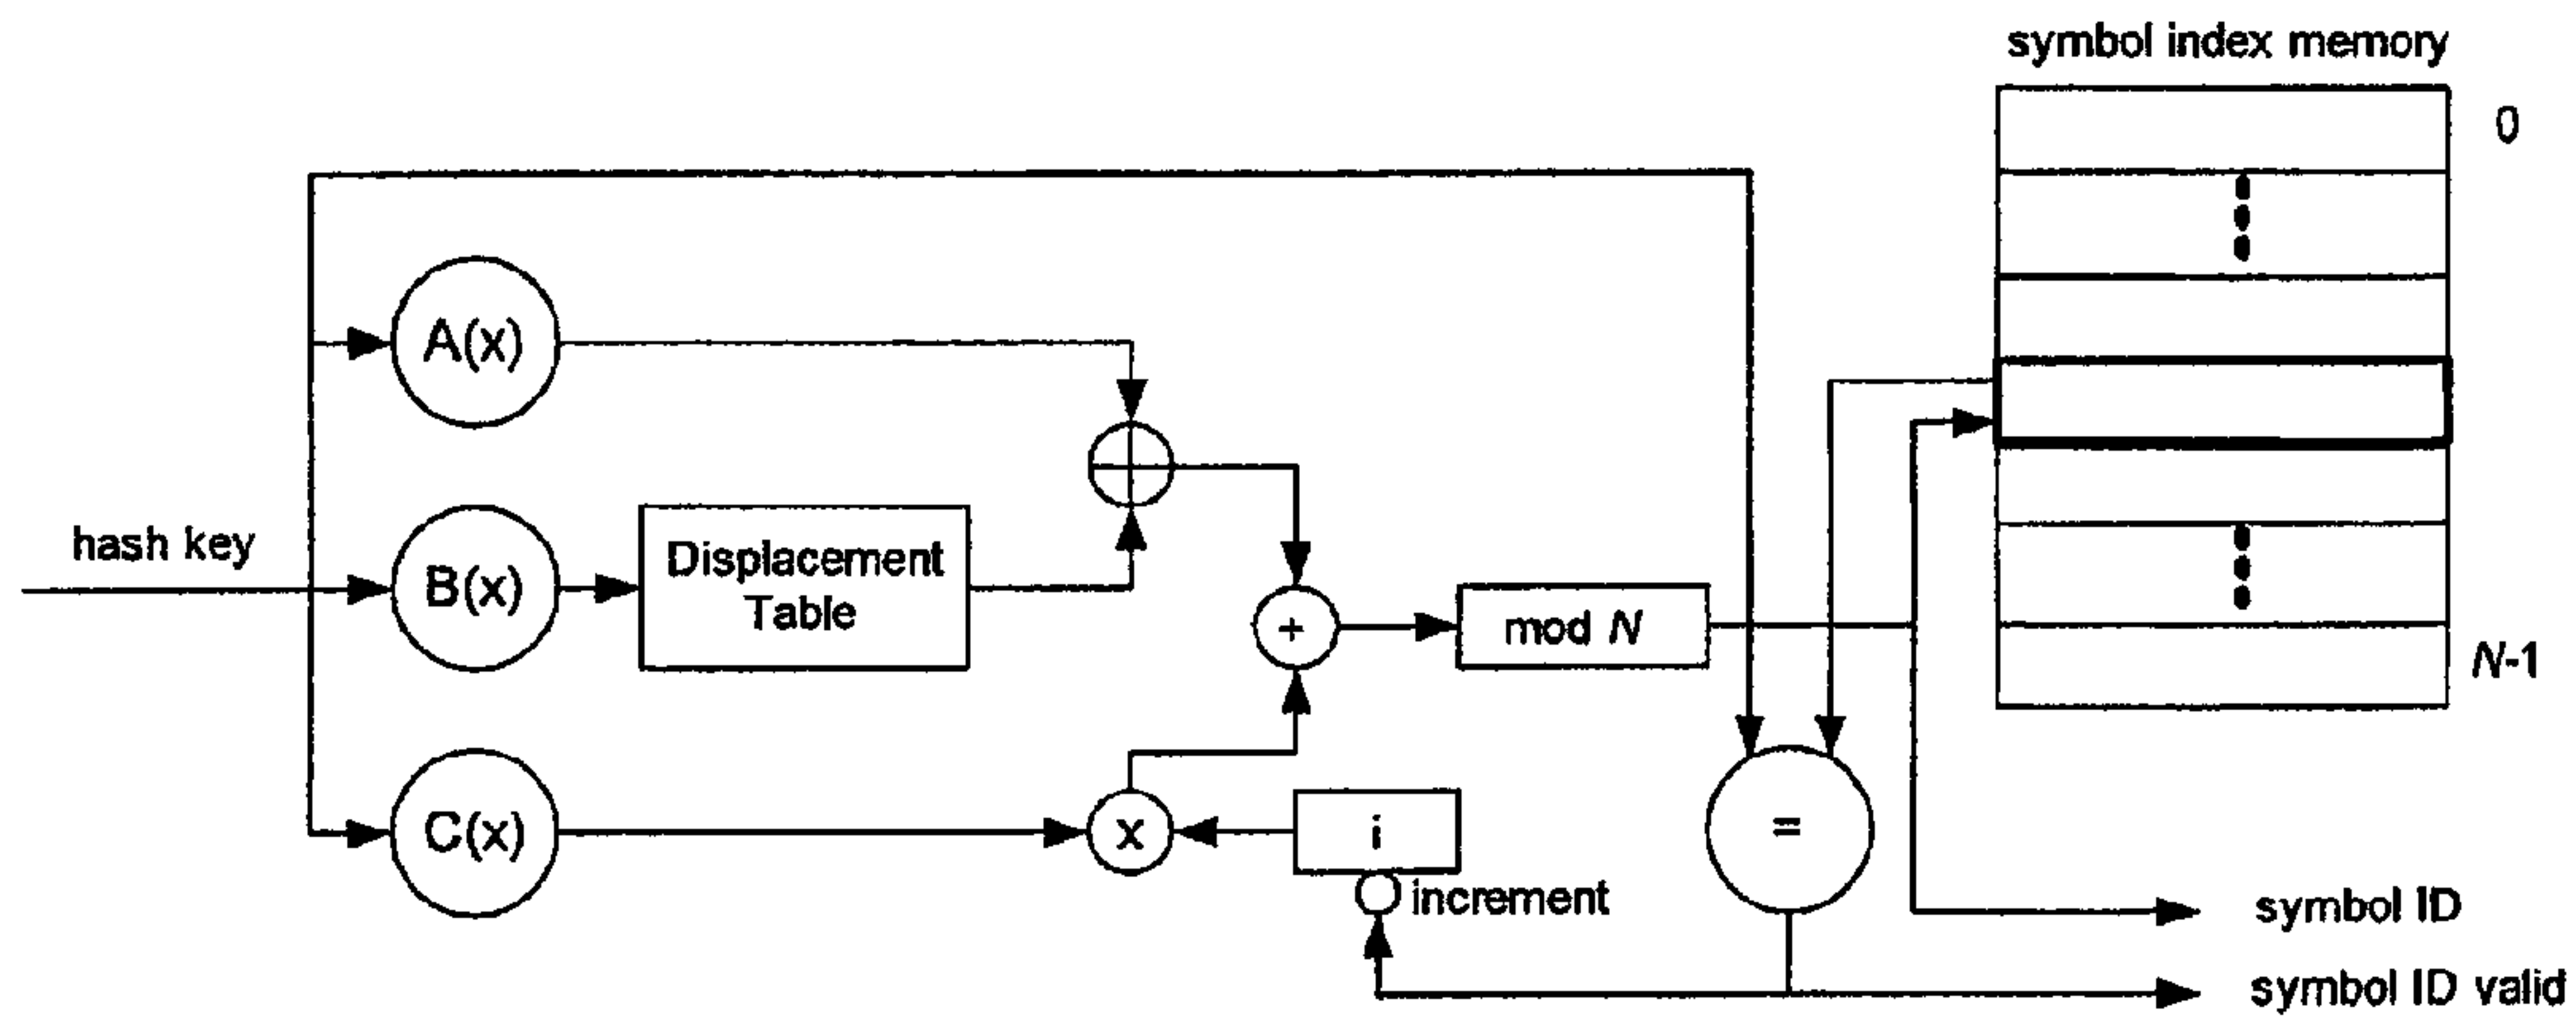 symbol index memory
0
A(x)
hash key
B(x)
Displacement
Table
+
mod N
N-1
C(x)
x
i
=
increment
symbol ID
symbol ID valid